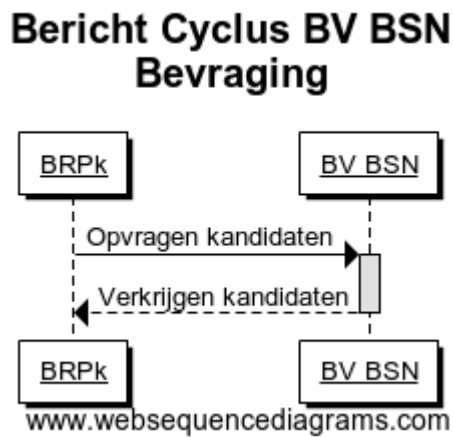 Bericht Cyclus BV BSN
Bevraging
BRPk
BV BSN
Opvragen kandidaten
Verkrijgen kandidaten
BRPk
BV BSN
www.websequencediagrams.com